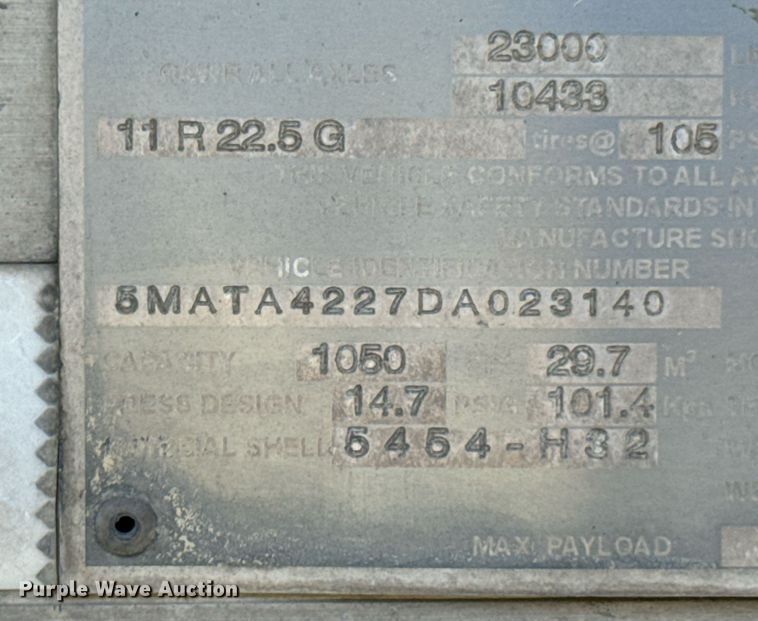 23000
GAWR ALL AXLES
10433
11 R 22.5 G tires@ 105
THIS VEHICLE CONFORMS TO ALL
VEHICLE SAFETY STANDARDS IN
MANUFACTURE
VEHICLE IDENTIFICATION NUMBER
5MATA4227DA023140
CAPACITY 1050 29.7 M³
DESIGN 14.7 PSIA 101.4
SHELL 5454-H32
MAX. PAYLOAD
Purple Wave Auction